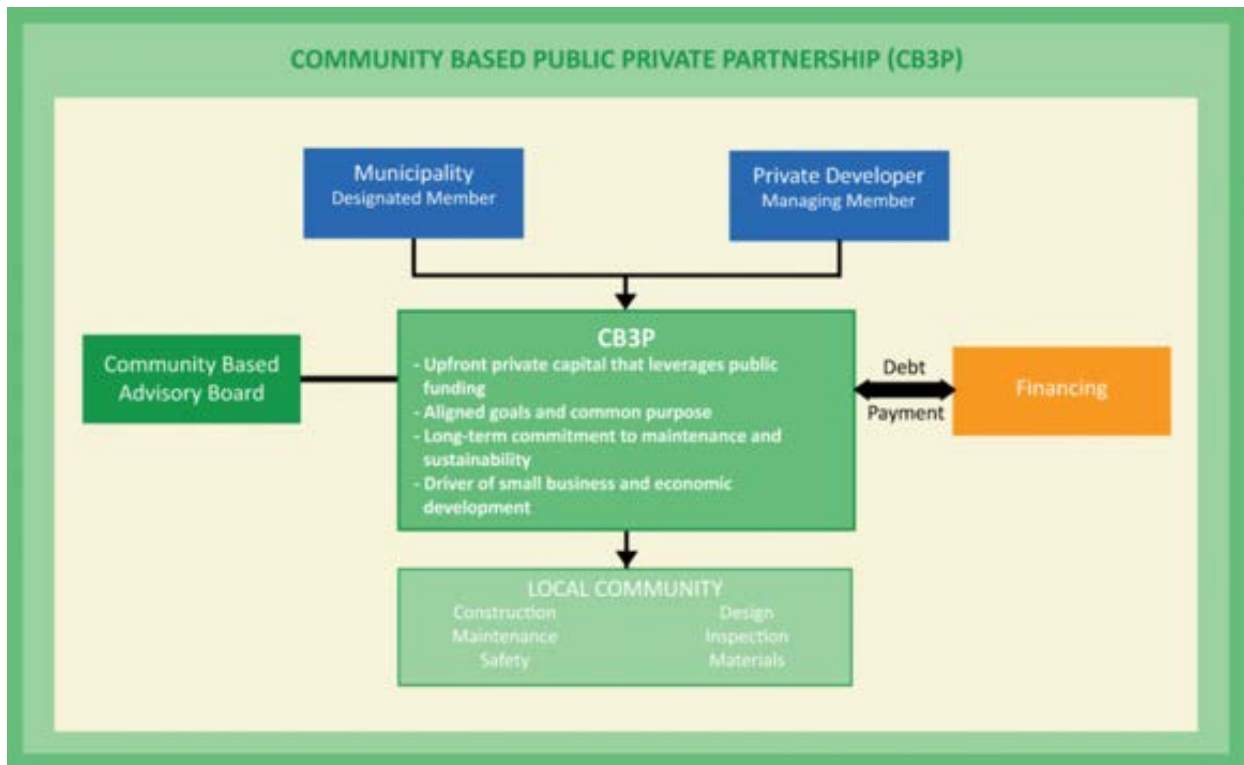 COMMUNITY BASED PUBLIC PRIVATE PARTNERSHIP (CB3P)
Municipality
Designated Member
Private Developer
Managing Member
Community Based
Advisory Board
CB3P
- Upfront private capital that leverages public
funding
- Aligned goals and common purpose
- Long-term commitment to maintenance and
sustainability
- Driver of small business and economic
development
Debt
Payment
Financing
LOCAL COMMUNITY
Construction
Maintenance
Safety
Design
Inspection
Materials